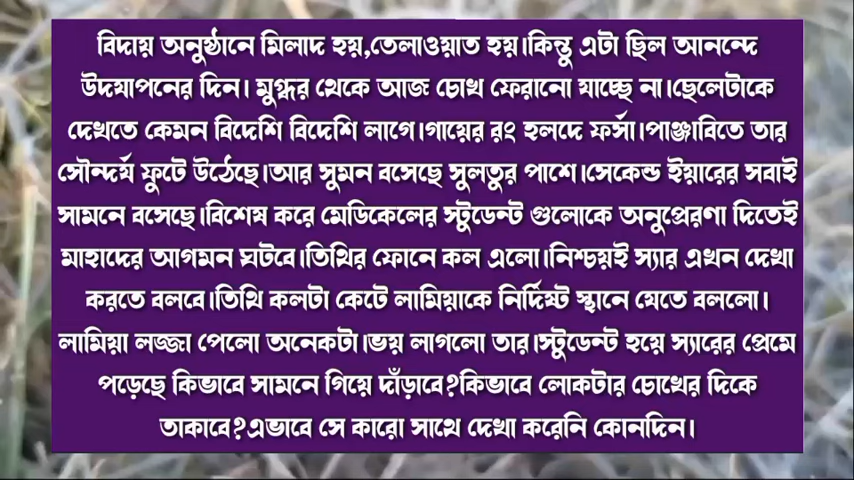 বিদায় অনুষ্ঠানে মিলাদ হয়,তেলাওয়াত হয়।কিন্তু এটা ছিল আনন্দে
উদযাপনের দিন। মুগ্ধর থেকে আজ চোখ ফেরানো যাচ্ছে না।ছেলেটাকে
দেখতে কেমন বিদেশি বিদেশি লাগে।গায়ের রং হলদে ফর্সা।পাঞ্জাবিতে তার
সৌন্দর্য ফুটে উঠেছে।আর সুমন বসেছে সুলতুর পাশে।সেকেন্ড ইয়ারের সবাই
সামনে বসেছে।বিশেষ করে মেডিকেলের স্টুডেন্ট গুলোকে অনুপ্রেরণা দিতেই
মাহাদের আগমন ঘটবে।তিথির ফোনে কল এলো।নিশ্চয়ই স্যার এখন দেখা
করতে বলবে।তিথি কলটা কেটে লামিয়াকে নির্দিষ্ট স্থানে যেতে বললো।
লামিয়া লজ্জা পেলো অনেকটা।ভয় লাগলো তার।স্টুডেন্ট হয়ে স্যারের প্রেমে
পড়েছে কিভাবে সামনে গিয়ে দাঁড়াবে?কিভাবে লোকটার চোখের দিকে
তাকাবে?এভাবে সে কারো সাথে দেখা করেনি কোনদিন।